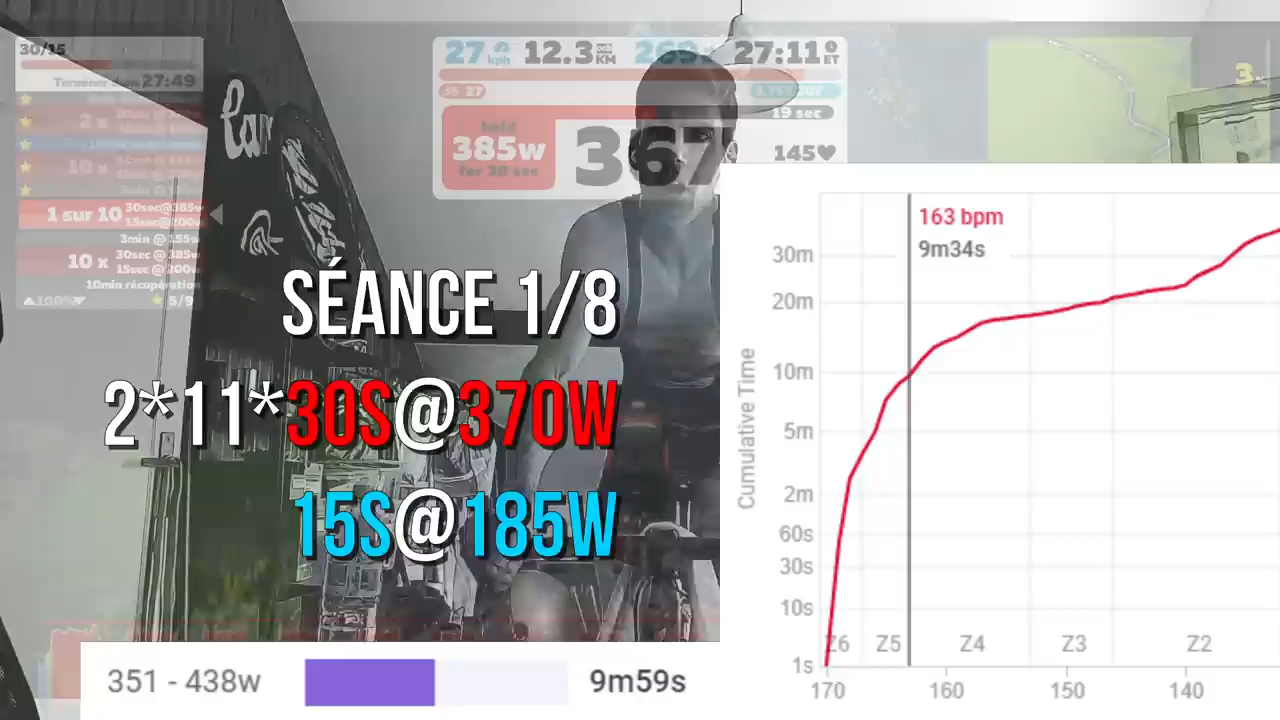 30/15
Terminer dans 27:49
1 sur 10
30sec@385w
15sec@200w
3min @155w
10 x
30sec @ 385w
15sec @ 200w
10min récupération
▲100%▼
★ 5/9
27 kph
12.3 KM
27:11 ET
19 sec
hold
385w
for 30 sec
36
145♥
3.
SÉANCE 1/8
2*11*30S@370W
15S@185W
351 - 438w
9m59s
163 bpm
9m34s
Cumulative Time
30m
20m
10m
5m
2m
60s
30s
10s
1s
Z6
Z5
Z4
Z3
Z2
170
160
150
140